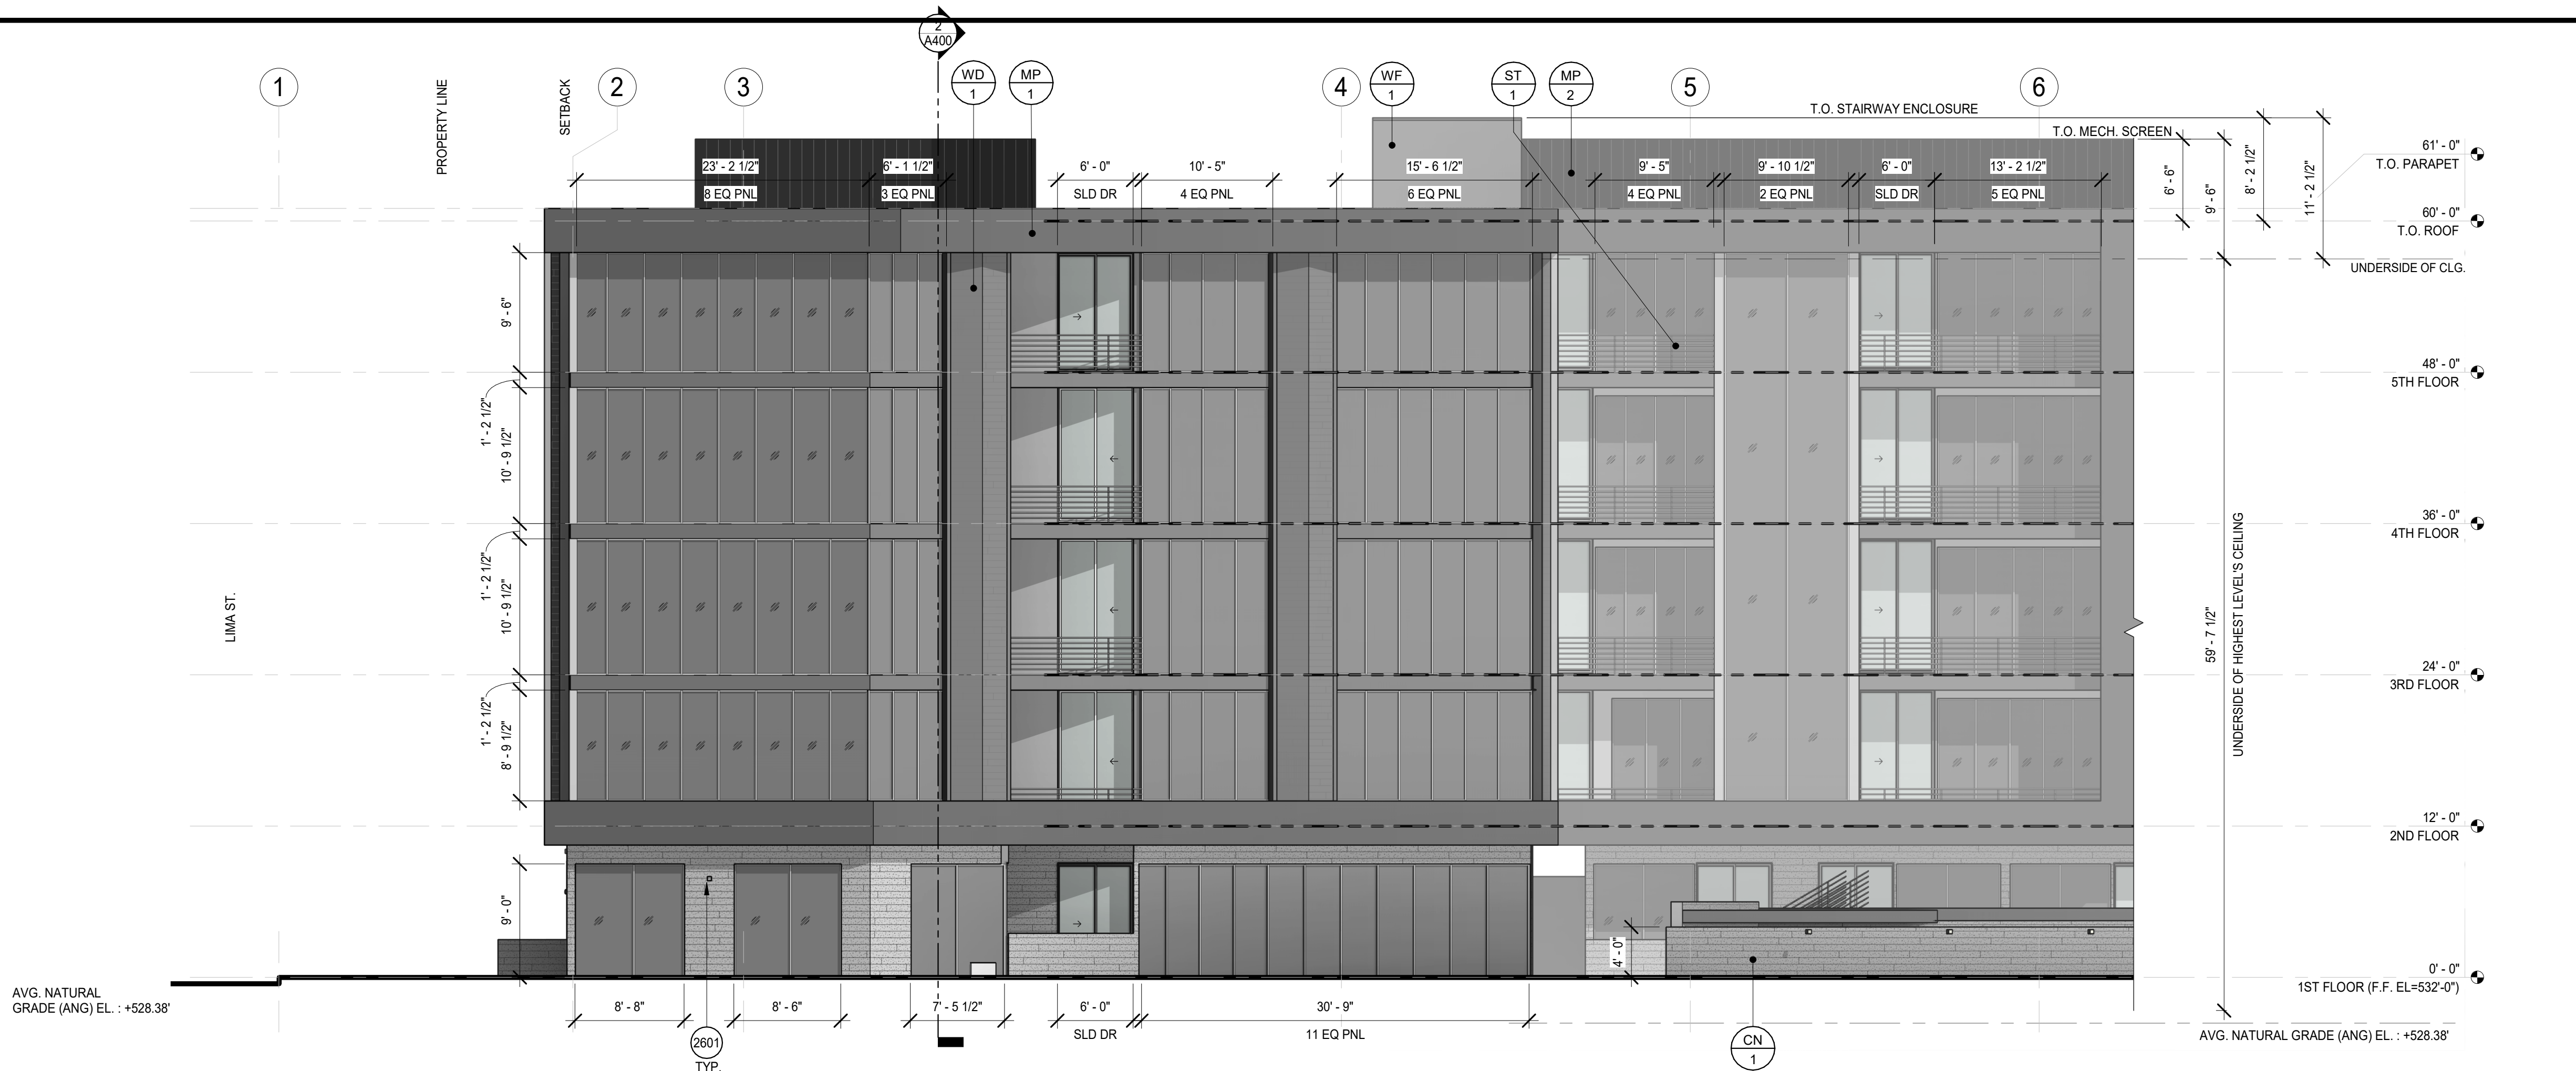 2
A400
1
PROPERTY LINE
SETBACK
2
3
WD
1
MP
1
4
WF
1
ST
1
MP
2
5
6
T.O. STAIRWAY ENCLOSURE
T.O. MECH. SCREEN
23' - 2 1/2"
8 EQ PNL
6' - 1 1/2"
3 EQ PNL
6' - 0"
SLD DR
10' - 5"
4 EQ PNL
15' - 6 1/2"
6 EQ PNL
9' - 5"
4 EQ PNL
9' - 10 1/2"
2 EQ PNL
6' - 0"
SLD DR
13' - 2 1/2"
5 EQ PNL
6' - 6"
9' - 6"
8' - 2 1/2"
11' - 2 1/2"
61' - 0"
T.O. PARAPET
60' - 0"
T.O. ROOF
UNDERSIDE OF CLG.
9' - 6"
48' - 0"
5TH FLOOR
1' - 2 1/2"
10' - 9 1/2"
36' - 0"
4TH FLOOR
1' - 2 1/2"
10' - 9 1/2"
LIMA ST.
59' - 7 1/2"
UNDERSIDE OF HIGHEST LEVEL'S CEILING
24' - 0"
3RD FLOOR
1' - 2 1/2"
8' - 9 1/2"
12' - 0"
2ND FLOOR
9' - 0"
4' - 0"
0' - 0"
1ST FLOOR (F.F. EL=532'-0")
AVG. NATURAL
GRADE (ANG) EL. : +528.38'
8' - 8"
8' - 6"
7' - 5 1/2"
6' - 0"
SLD DR
30' - 9"
11 EQ PNL
2601
TYP.
CN
1
AVG. NATURAL GRADE (ANG) EL. : +528.38'